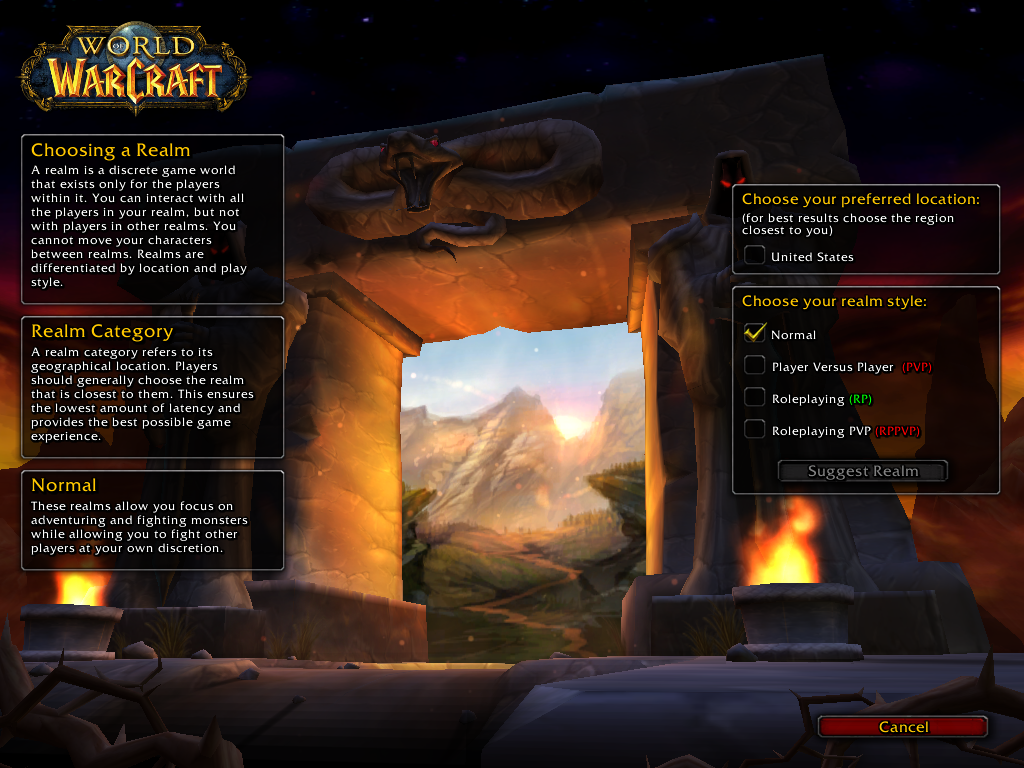 WORLD
OF
WARCRAFT
Choosing a Realm
A realm is a discrete game world
that exists only for the players
within it. You can interact with all
the players in your realm, but not
with players in other realms. You
cannot move your characters
between realms. Realms are
differentiated by location and play
style.
Realm Category
A realm category refers to its
geographical location. Players
should generally choose the realm
that is closest to them. This ensures
the lowest amount of latency and
provides the best possible game
experience.
Normal
These realms allow you focus on
adventuring and fighting monsters
while allowing you to fight other
players at your own discretion.
Choose your preferred location:
(for best results choose the region
closest to you)
United States
Choose your realm style:
Normal
Player Versus Player (PVP)
Roleplaying (RP)
Roleplaying PVP (RPPVP)
Suggest Realm
Cancel